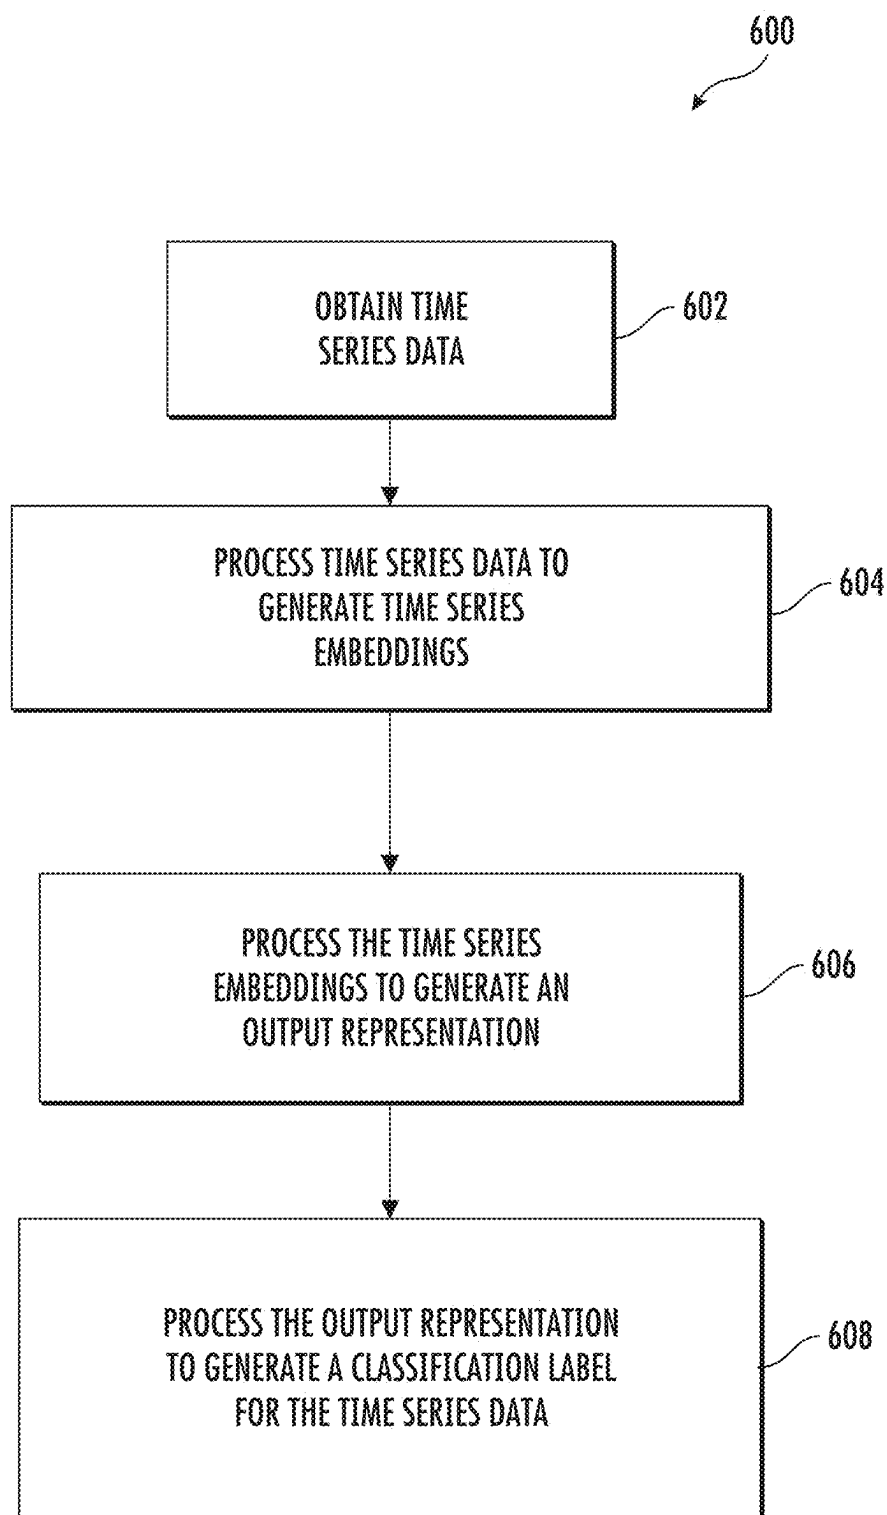 600
OBTAIN TIME
SERIES DATA
602
PROCESS TIME SERIES DATA TO
GENERATE TIME SERIES
EMBEDDINGS
604
PROCESS THE TIME SERIES
EMBEDDINGS TO GENERATE AN
OUTPUT REPRESENTATION
606
PROCESS THE OUTPUT REPRESENTATION
TO GENERATE A CLASSIFICATION LABEL
FOR THE TIME SERIES DATA
608